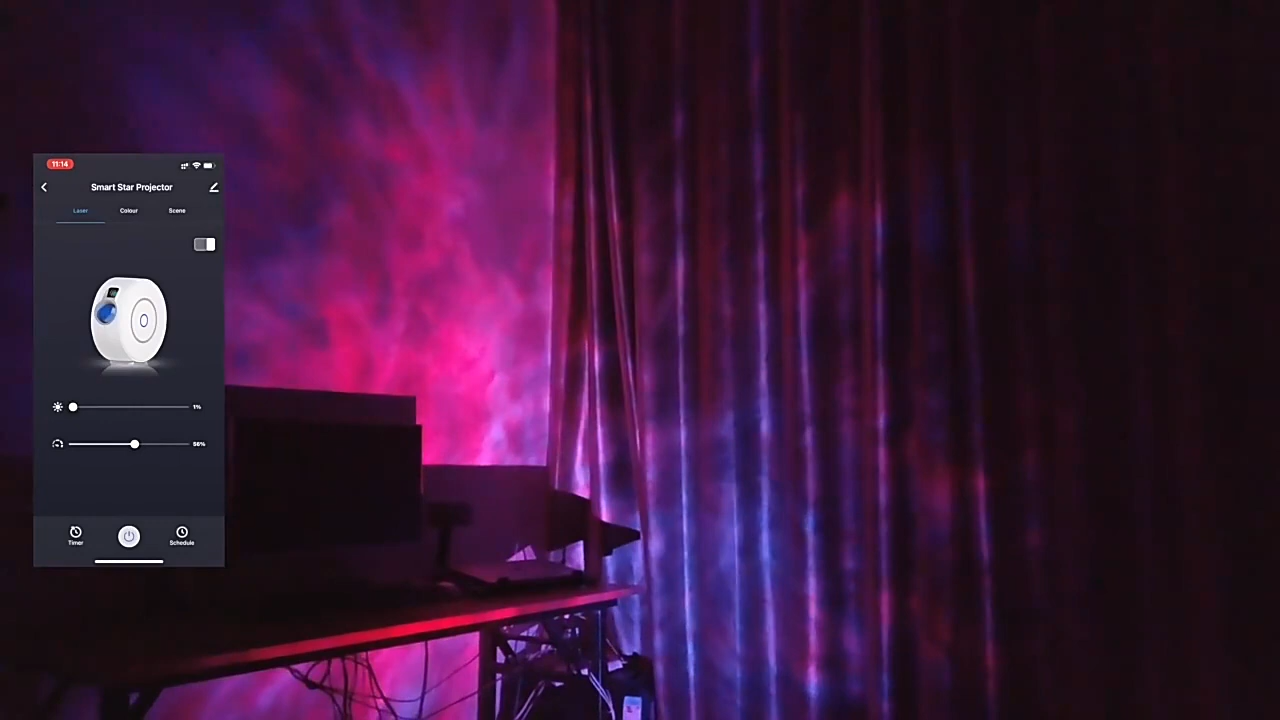 11:14
Smart Star Projector
Laser Colour Scene
1%
56%
Timer Schedule